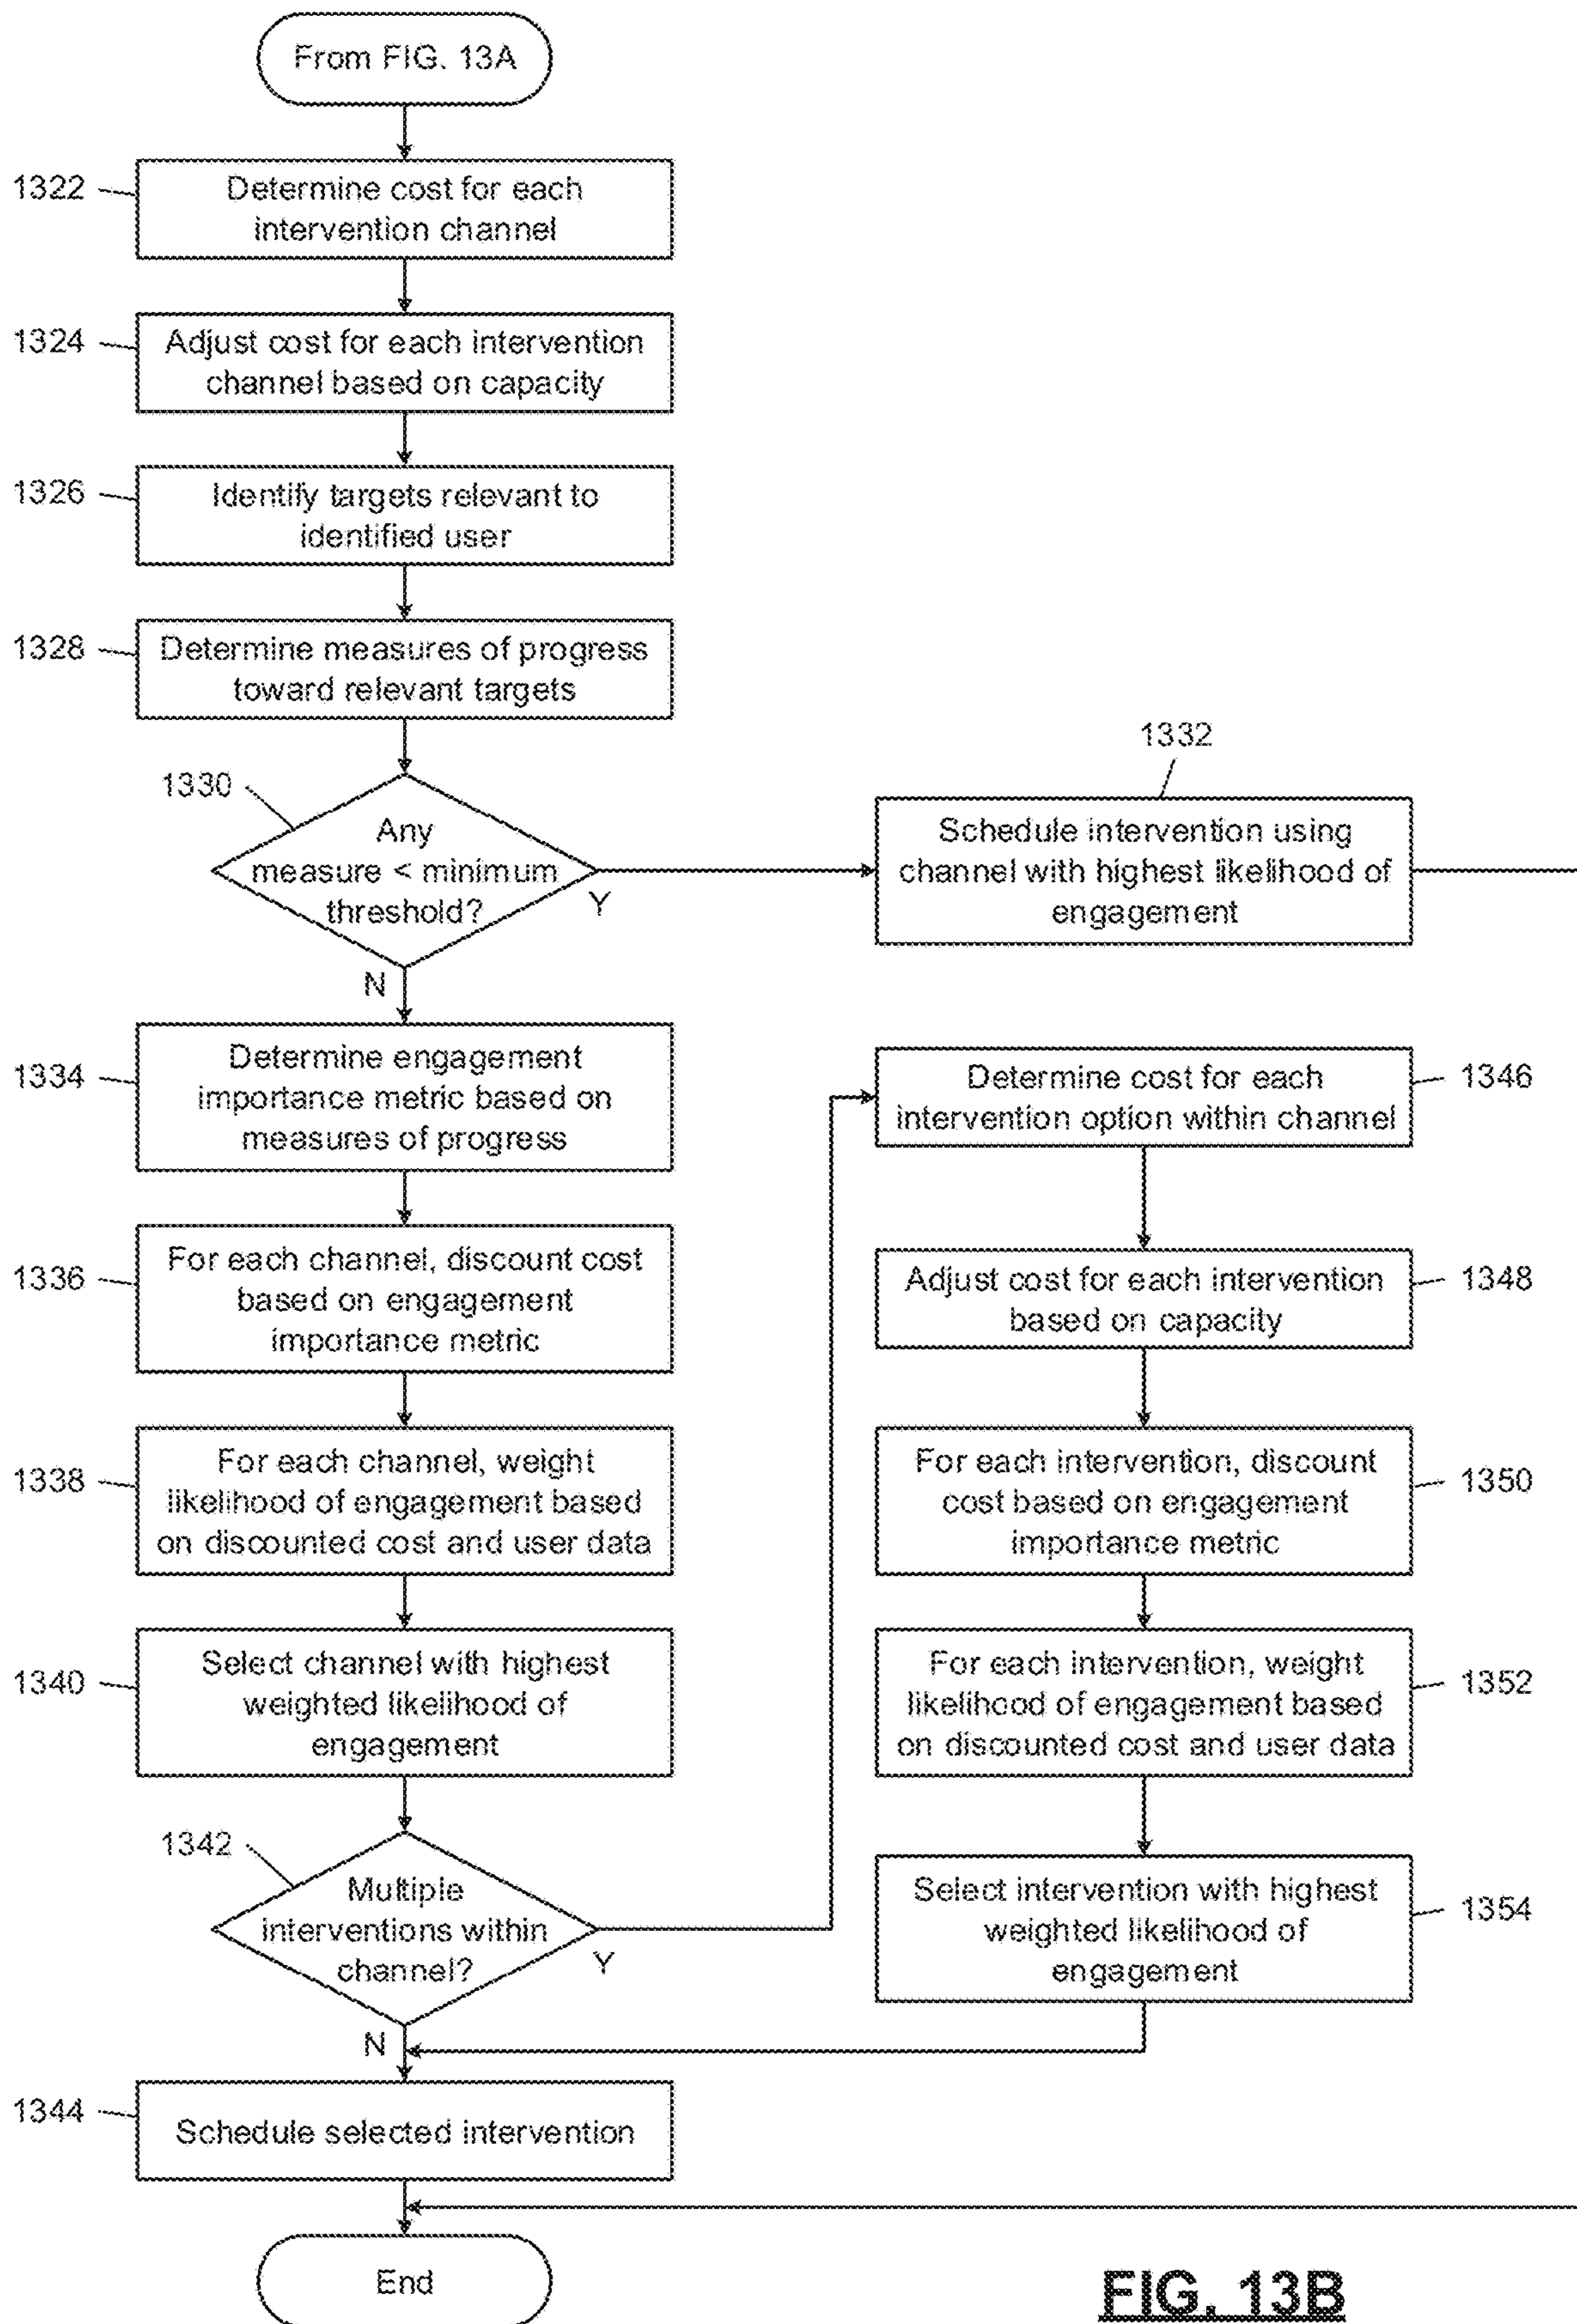 From FIG. 13A
1322
Determine cost for each
intervention channel
1324
Adjust cost for each intervention
channel based on capacity
1326
Identify targets relevant to
identified user
1328
Determine measures of progress
toward relevant targets
1330
Any
measure < minimum
threshold?
Y
N
1332
Schedule intervention using
channel with highest likelihood of
engagement
1334
Determine engagement
importance metric based on
measures of progress
1336
For each channel, discount cost
based on engagement
importance metric
1338
For each channel, weight
likelihood of engagement based
on discounted cost and user data
1340
Select channel with highest
weighted likelihood of
engagement
1342
Multiple
interventions within
channel?
Y
N
1346
Determine cost for each
intervention option within channel
1348
Adjust cost for each intervention
based on capacity
1350
For each intervention, discount
cost based on engagement
importance metric
1352
For each intervention, weight
likelihood of engagement based
on discounted cost and user data
1354
Select intervention with highest
weighted likelihood of
engagement
1344
Schedule selected intervention
End
FIG. 13B